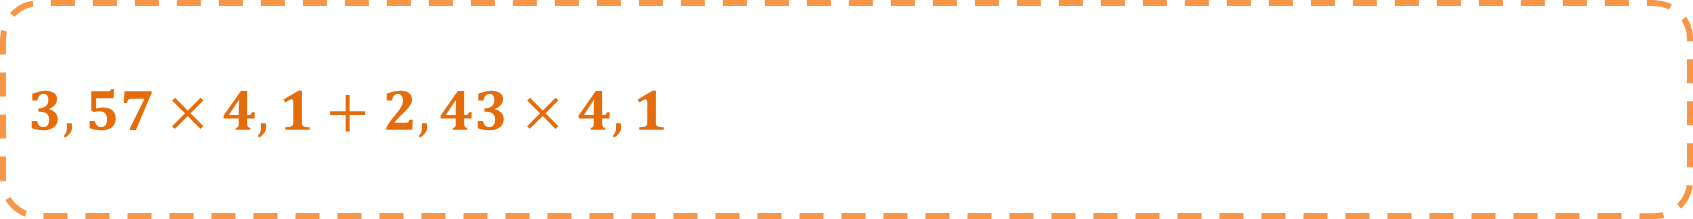 3,57 × 4,1 + 2,43 × 4,1